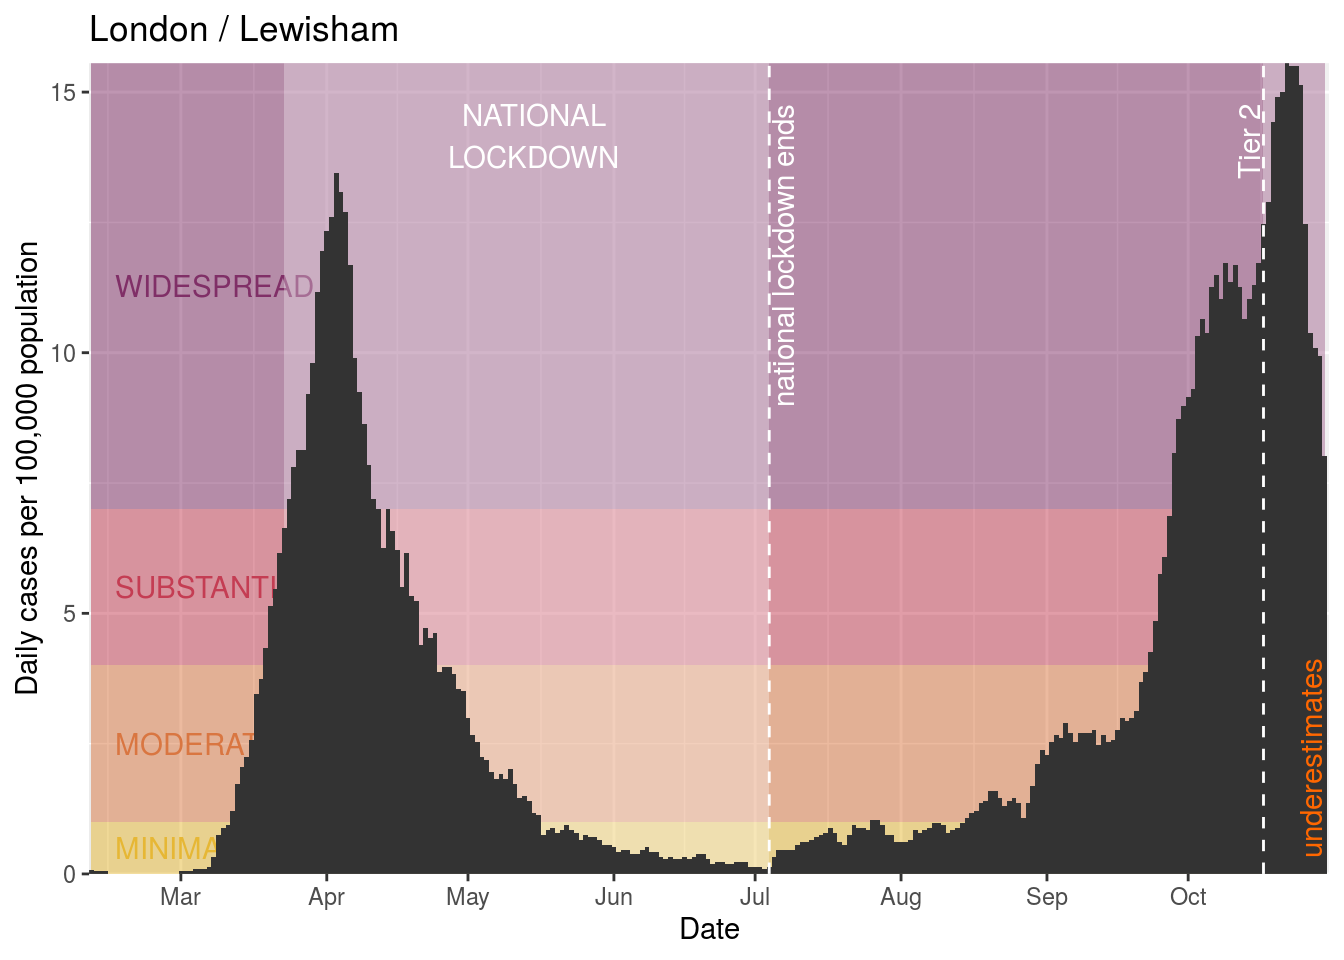 London / Lewisham
Daily cases per 100,000 population
15
10
5
0
NATIONAL
LOCKDOWN
WIDESPREAD
SUBSTANTI
MODERAT
MINIMA
national lockdown ends
Tier 2
underestimates
Mar Apr May Jun Jul Aug Sep Oct
Date